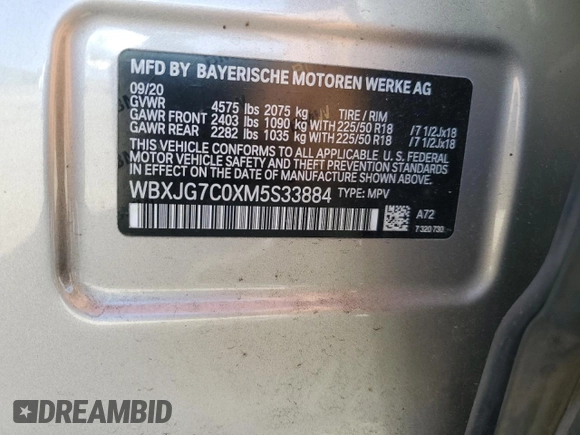 MFD BY BAYERISCHE MOTOREN WERKE AG
09/20
GVWR 4575 lbs 2075 kg TIRE / RIM
GAWR FRONT 2403 lbs 1090 kg WITH 225/50 R18 /7 1/2Jx18
GAWR REAR 2282 lbs 1035 kg WITH 225/50 R18 /7 1/2Jx18
THIS VEHICLE CONFORMS TO ALL APPLICABLE U. S. FEDERAL
MOTOR VEHICLE SAFETY, BUMPER, AND THEFT PREVENTION
STANDARDS IN EFFECT ON THE DATE OF MANUFACTURE SHOWN ABOVE.
WBXJG7C0XM5S33884 TYPE: MPV
A72
7 320 730
DREAMBID